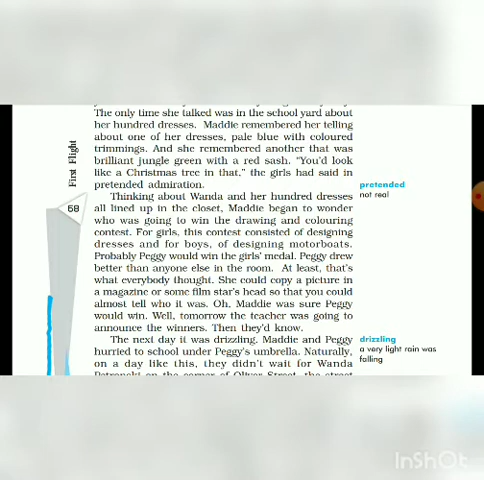 The only time she talked was in the school yard about
her hundred dresses. Maddie remembered her telling
about one of her dresses, pale blue with coloured
trimmings. And she remembered another that was
brilliant jungle green with a red sash. “You’d look
like a Christmas tree in that,” the girls had said in
pretended admiration.
Thinking about Wanda and her hundred dresses
all lined up in the closet, Maddie began to wonder
who was going to win the drawing and colouring
contest. For girls, this contest consisted of designing
dresses and for boys, of designing motorboats.
Probably Peggy would win the girls’ medal. Peggy drew
better than anyone else in the room. At least, that’s
what everybody thought. She could copy a picture in
a magazine or some film star’s head so that you could
almost tell who it was. Oh, Maddie was sure Peggy
would win. Well, tomorrow the teacher was going to
announce the winners. Then they’d know.
The next day it was drizzling. Maddie and Peggy
hurried to school under Peggy’s umbrella. Naturally,
on a day like this, they didn’t wait for Wanda
Petronski on the corner of Oliver Street, the street
pretended
not real
drizzling
a very light rain was
falling
First Flight
68
InShOt